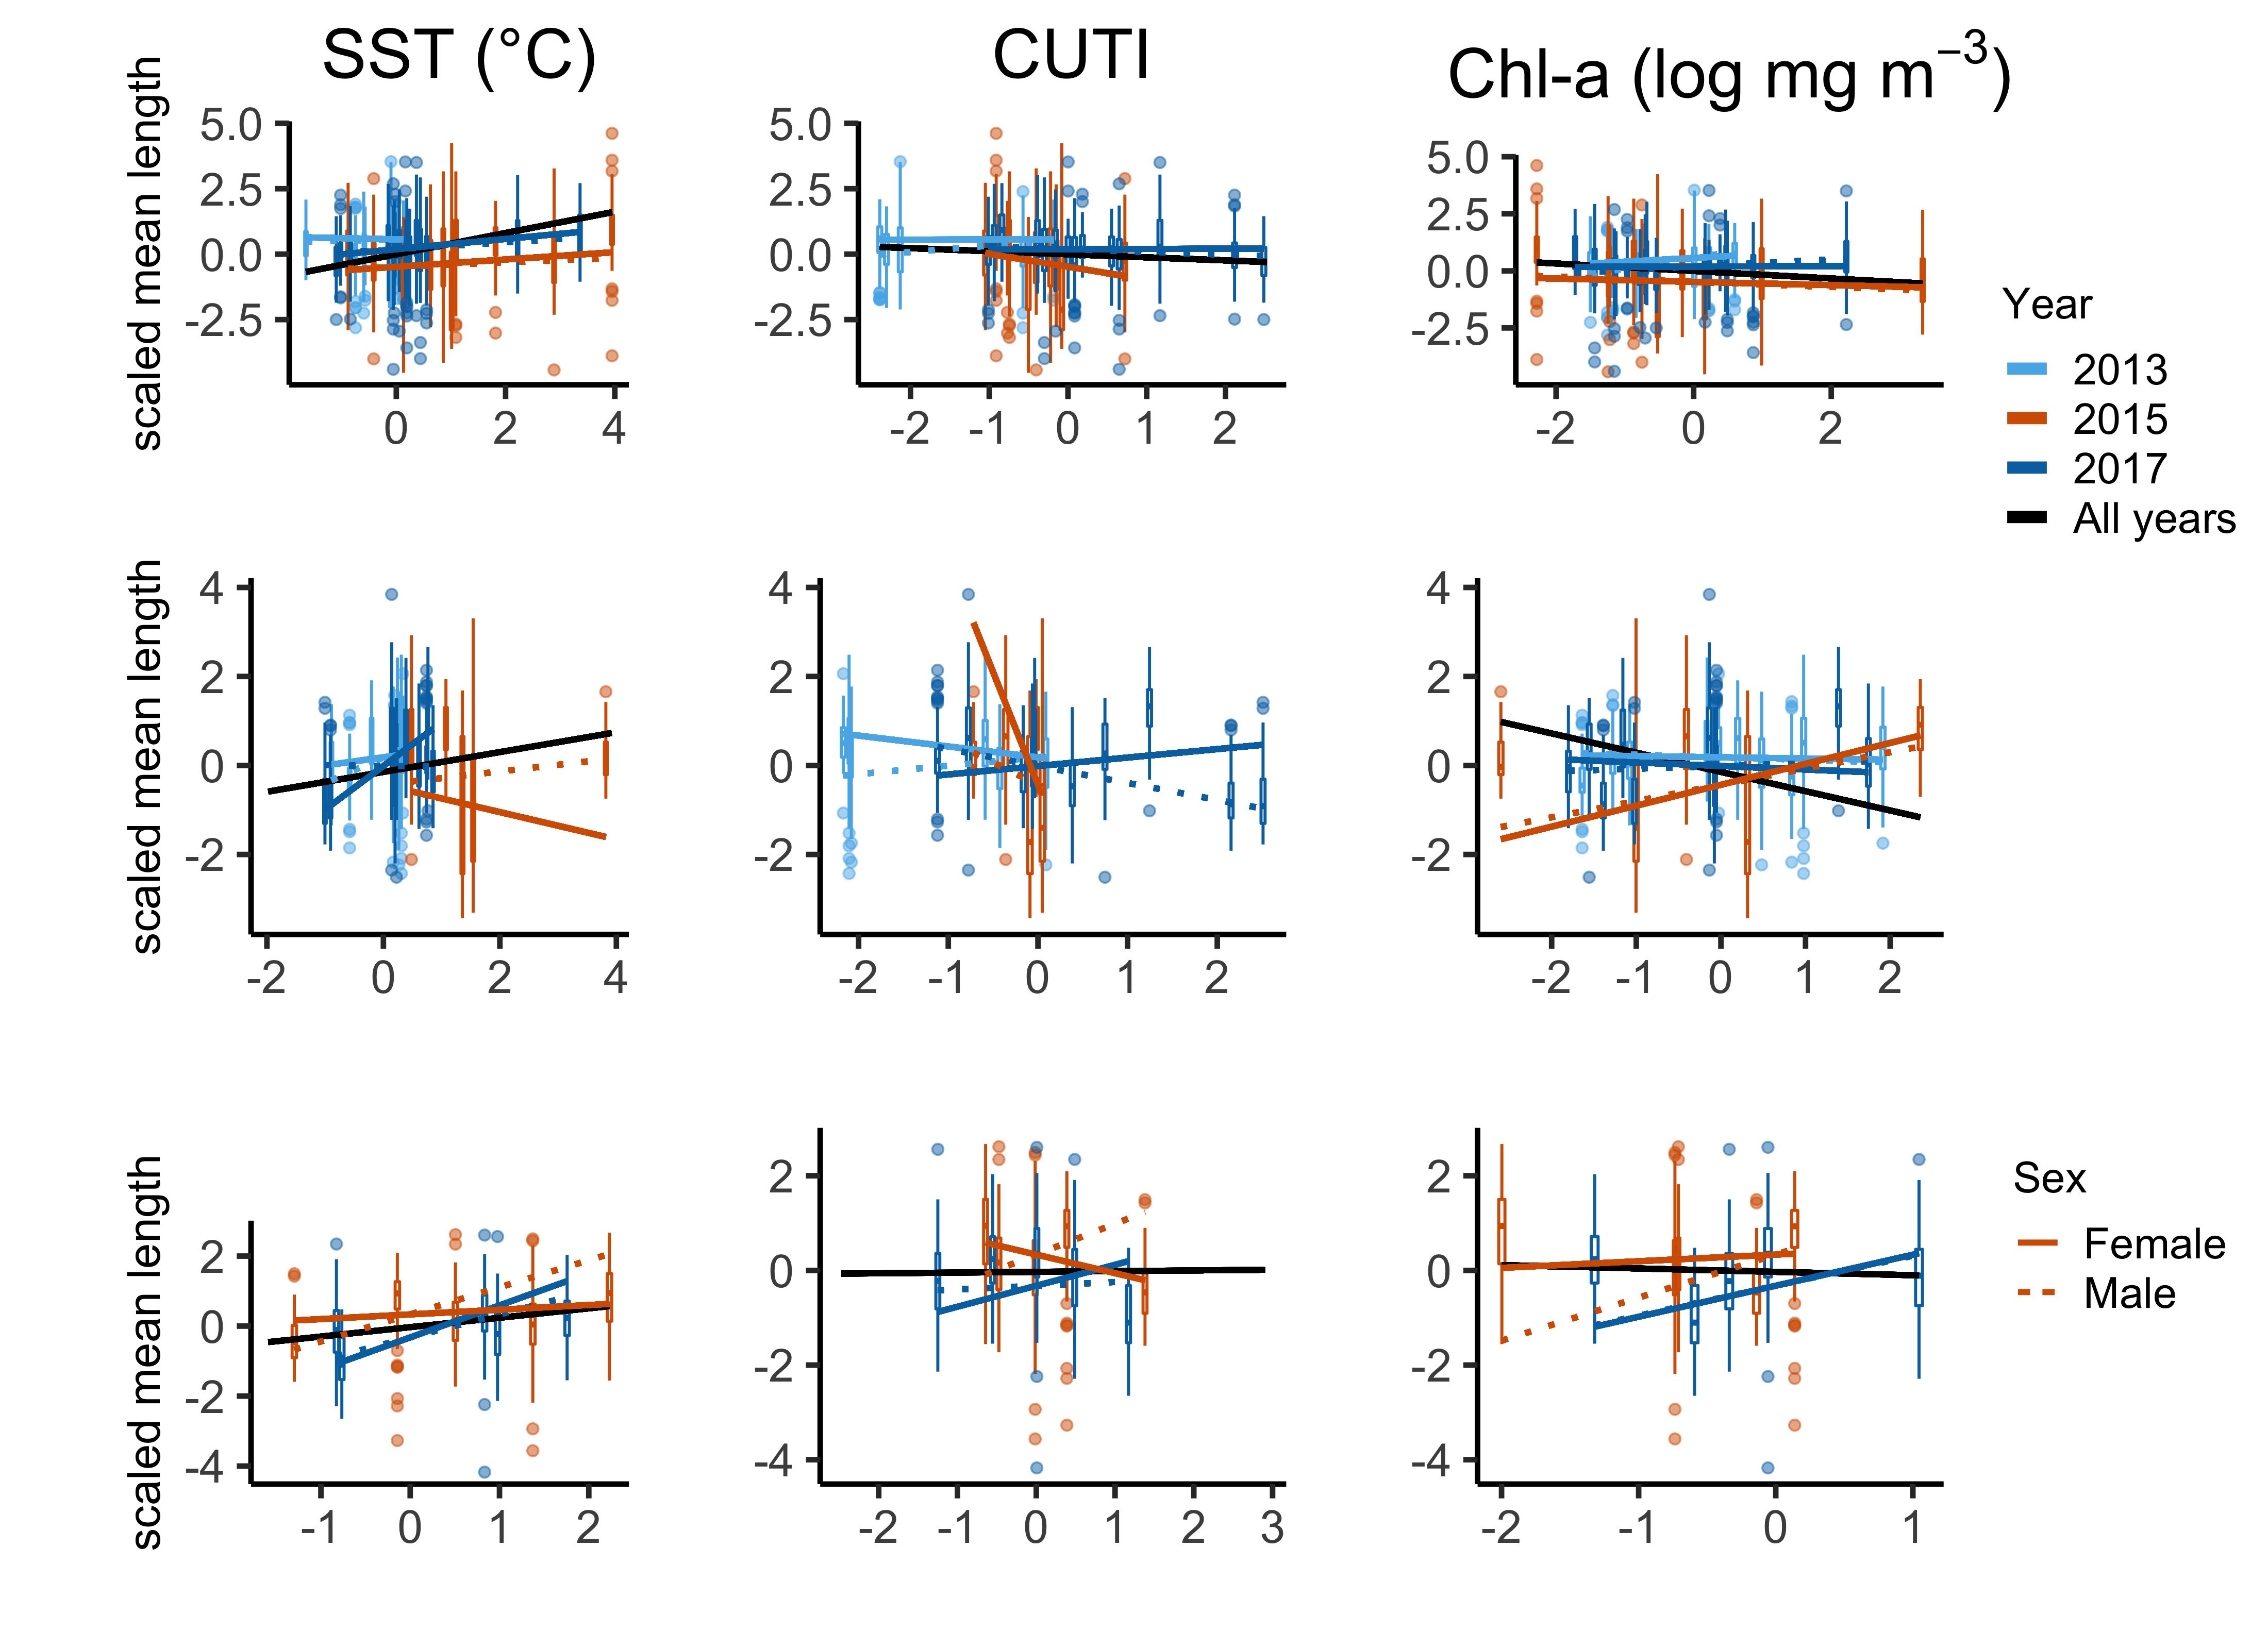 SST (°C)
CUTI
Chl-a (log mg m⁻³)
scaled mean length
5.0
2.5
0.0
-2.5
0 2 4
5.0
2.5
0.0
-2.5
-2 -1 0 1 2
5.0
2.5
0.0
-2.5
-2 0 2
Year
2013
2015
2017
All years
scaled mean length
4
2
0
-2
-2 0 2 4
4
2
0
-2
-2 -1 0 1 2
4
2
0
-2
-2 -1 0 1 2
scaled mean length
2
0
-2
-4
-1 0 1 2
2
0
-2
-4
-2 -1 0 1 2 3
2
0
-2
-4
-2 -1 0 1
Sex
Female
Male